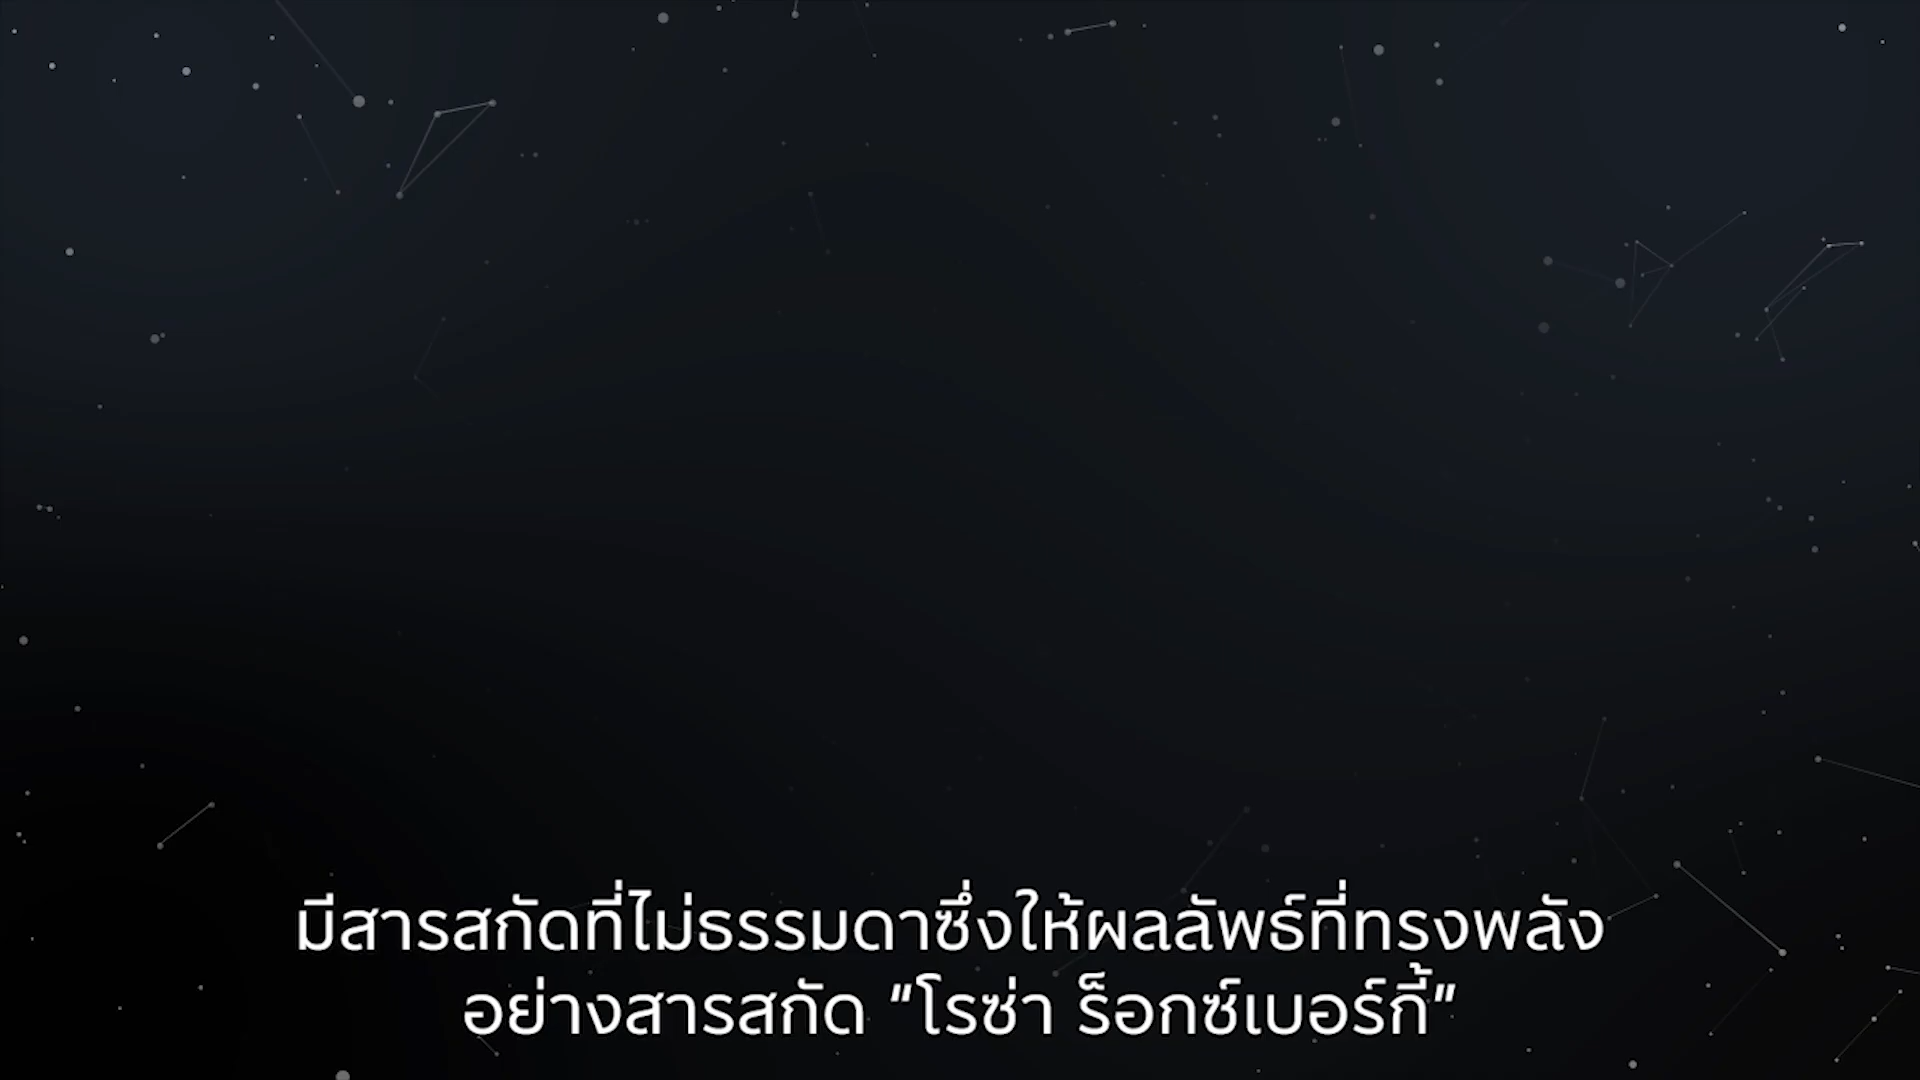 มีสารสกัดที่ไม่ธรรมดาซึ่งให้ผลลัพธ์ที่ทรงพลัง
อย่างสารสกัด “โรซ่า ร็อกซ์เบอร์กี้”